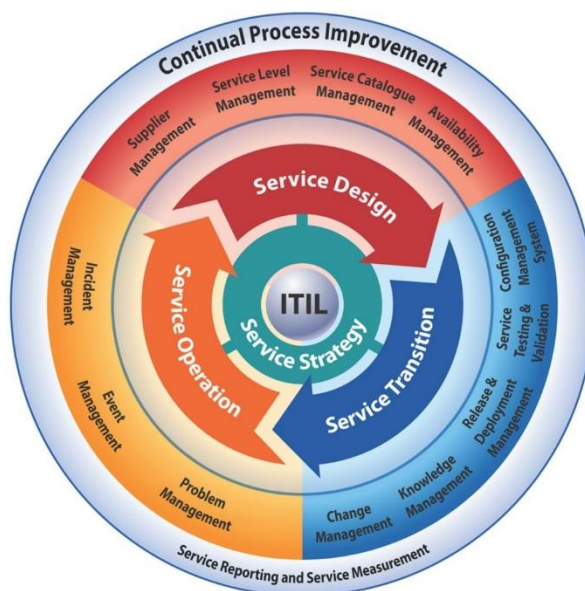 Continual Process Improvement
Supplier
Management
Service Level
Management
Service Catalogue
Management
Availability
Management
Configuration
Management
System
Service
Testing &
Validation
Release &
Deployment
Management
Knowledge
Management
Change
Management
Problem
Management
Event
Management
Incident
Management
Service Design
Service Transition
Service Operation
Service Strategy
ITIL
Service Reporting and Service Measurement